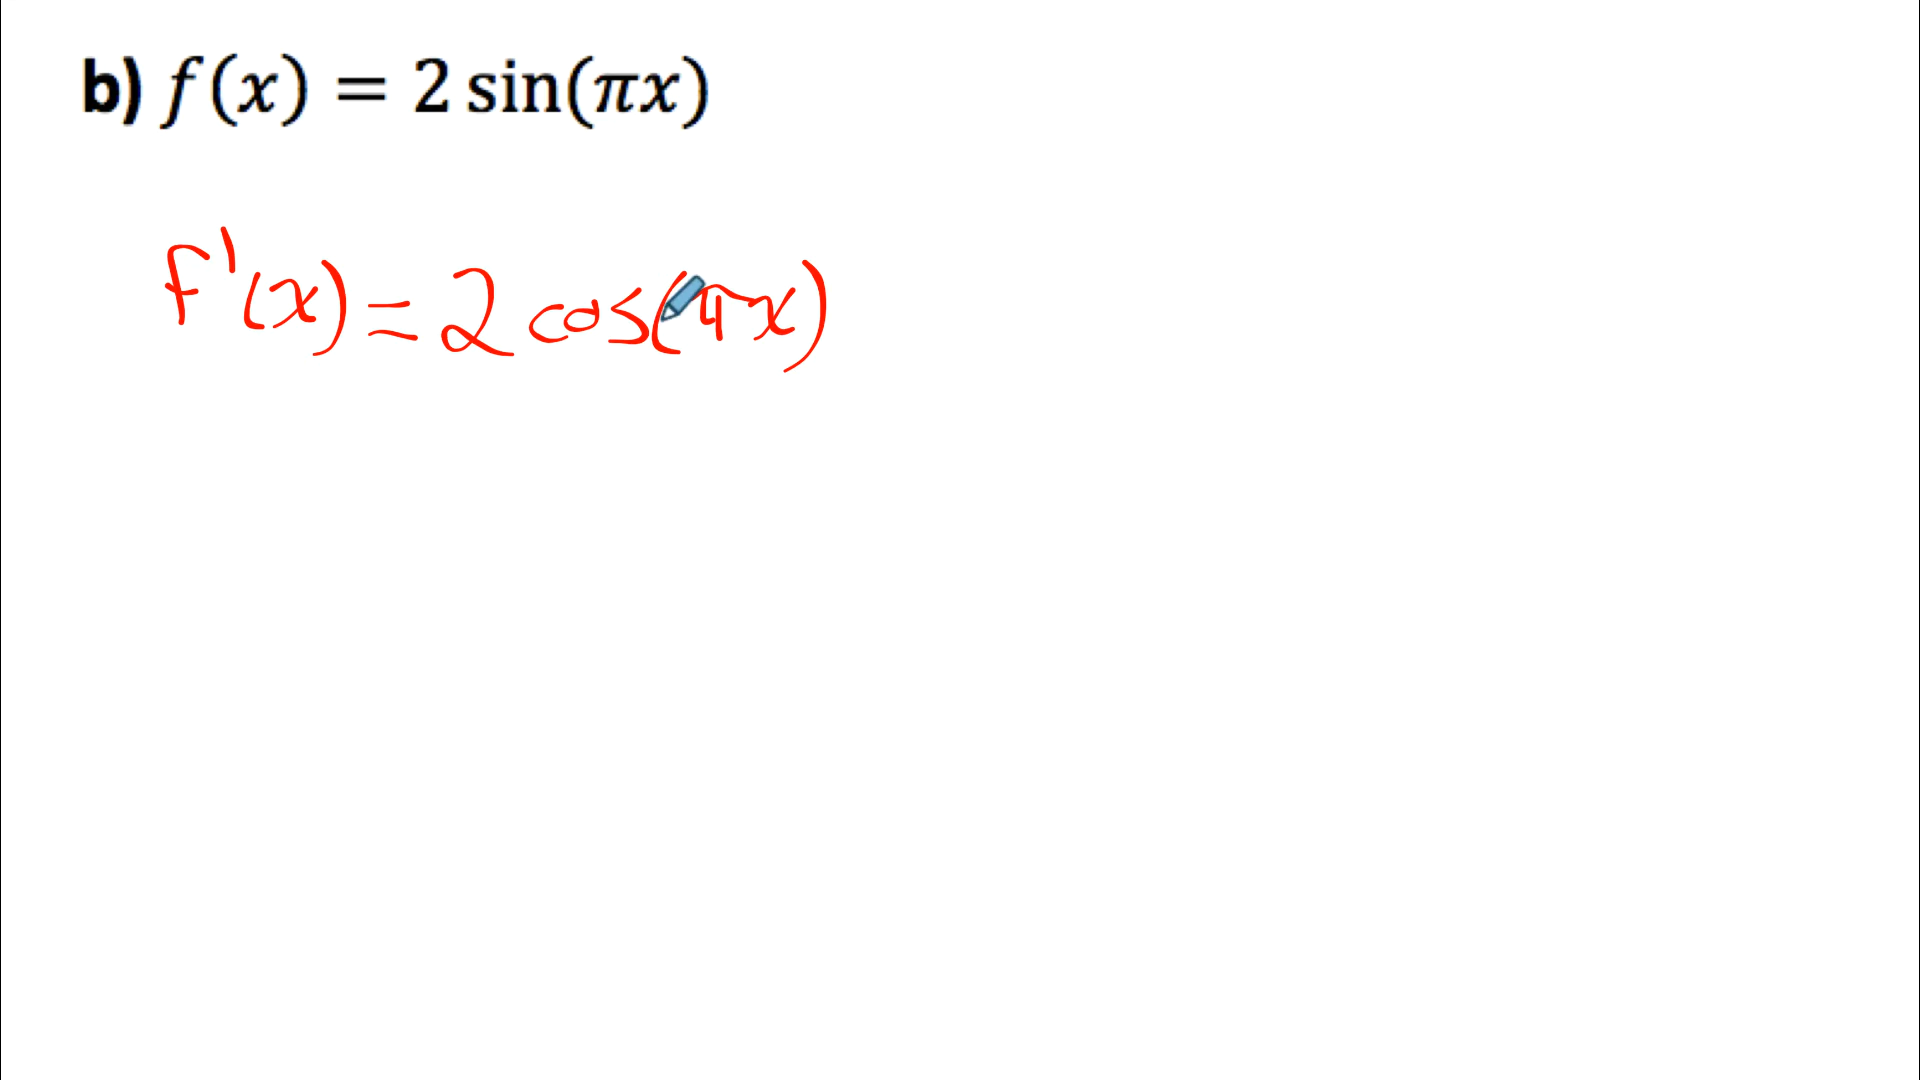 b) f(x) = 2 sin(πx)
f'(x) = 2 cos(πx)